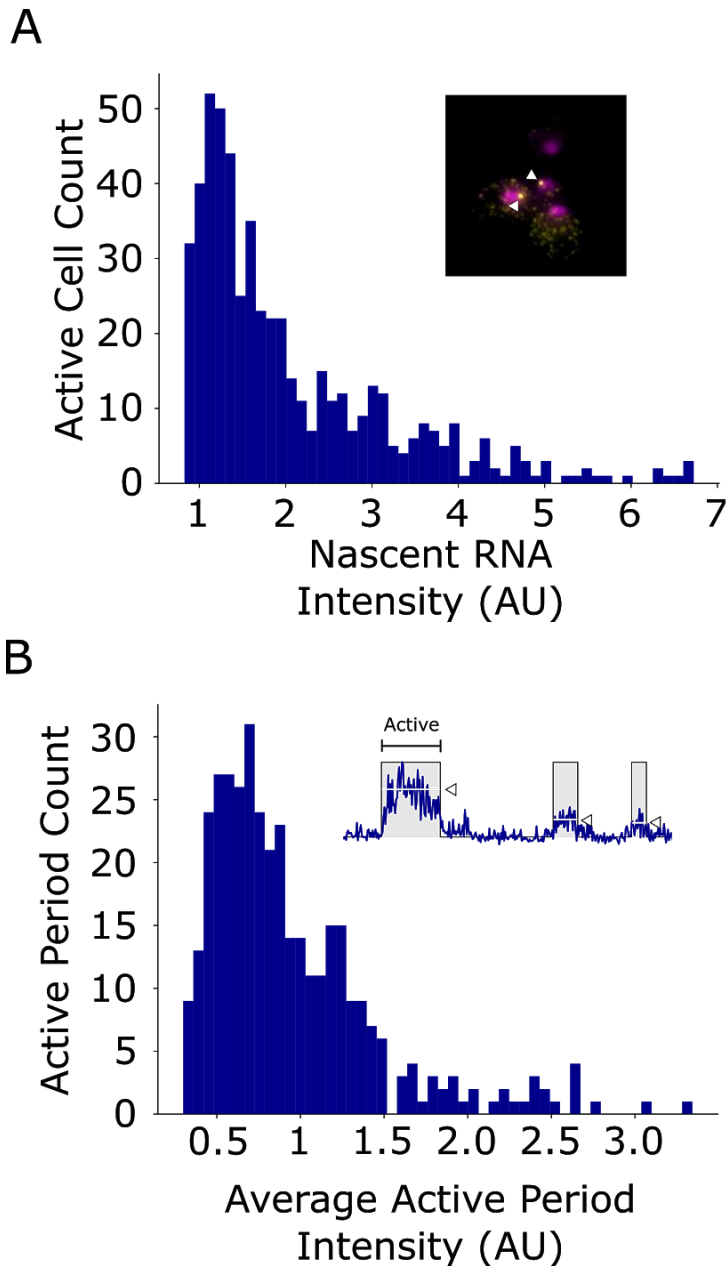 A
Active Cell Count
50
40
30
20
10
0
1 2 3 4 5 6 7
Nascent RNA
Intensity (AU)
B
Active Period Count
30
25
20
15
10
5
0
Active
0.5 1 1.5 2.0 2.5 3.0
Average Active Period
Intensity (AU)